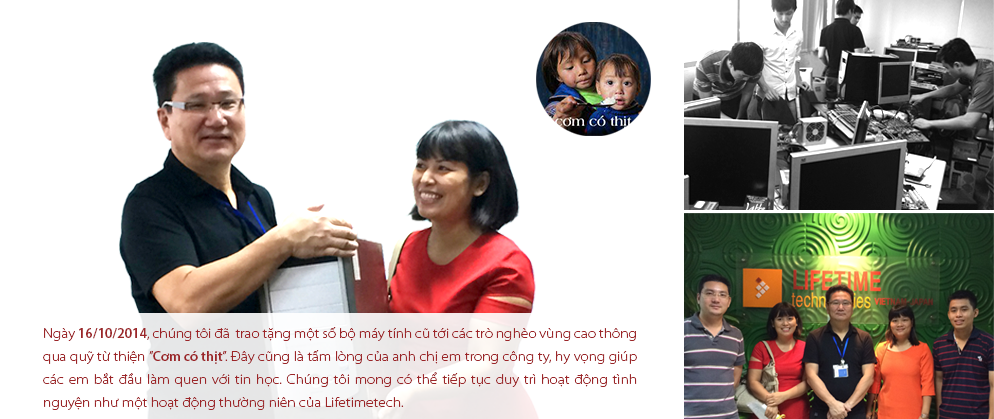 cơm có thịt
LIFETIME
technologies VIETNAM
Ngày 16/10/2014, chúng tôi đã trao tặng một số bộ máy tính cũ tới các trò nghèo vùng cao thông
qua quỹ từ thiện "Cơm có thịt". Đây cũng là tấm lòng của anh chị em trong công ty, hy vọng giúp
các em bắt đầu làm quen với tin học. Chúng tôi mong có thể tiếp tục duy trì hoạt động tình
nguyện như một hoạt động thường niên của Lifetimetech.